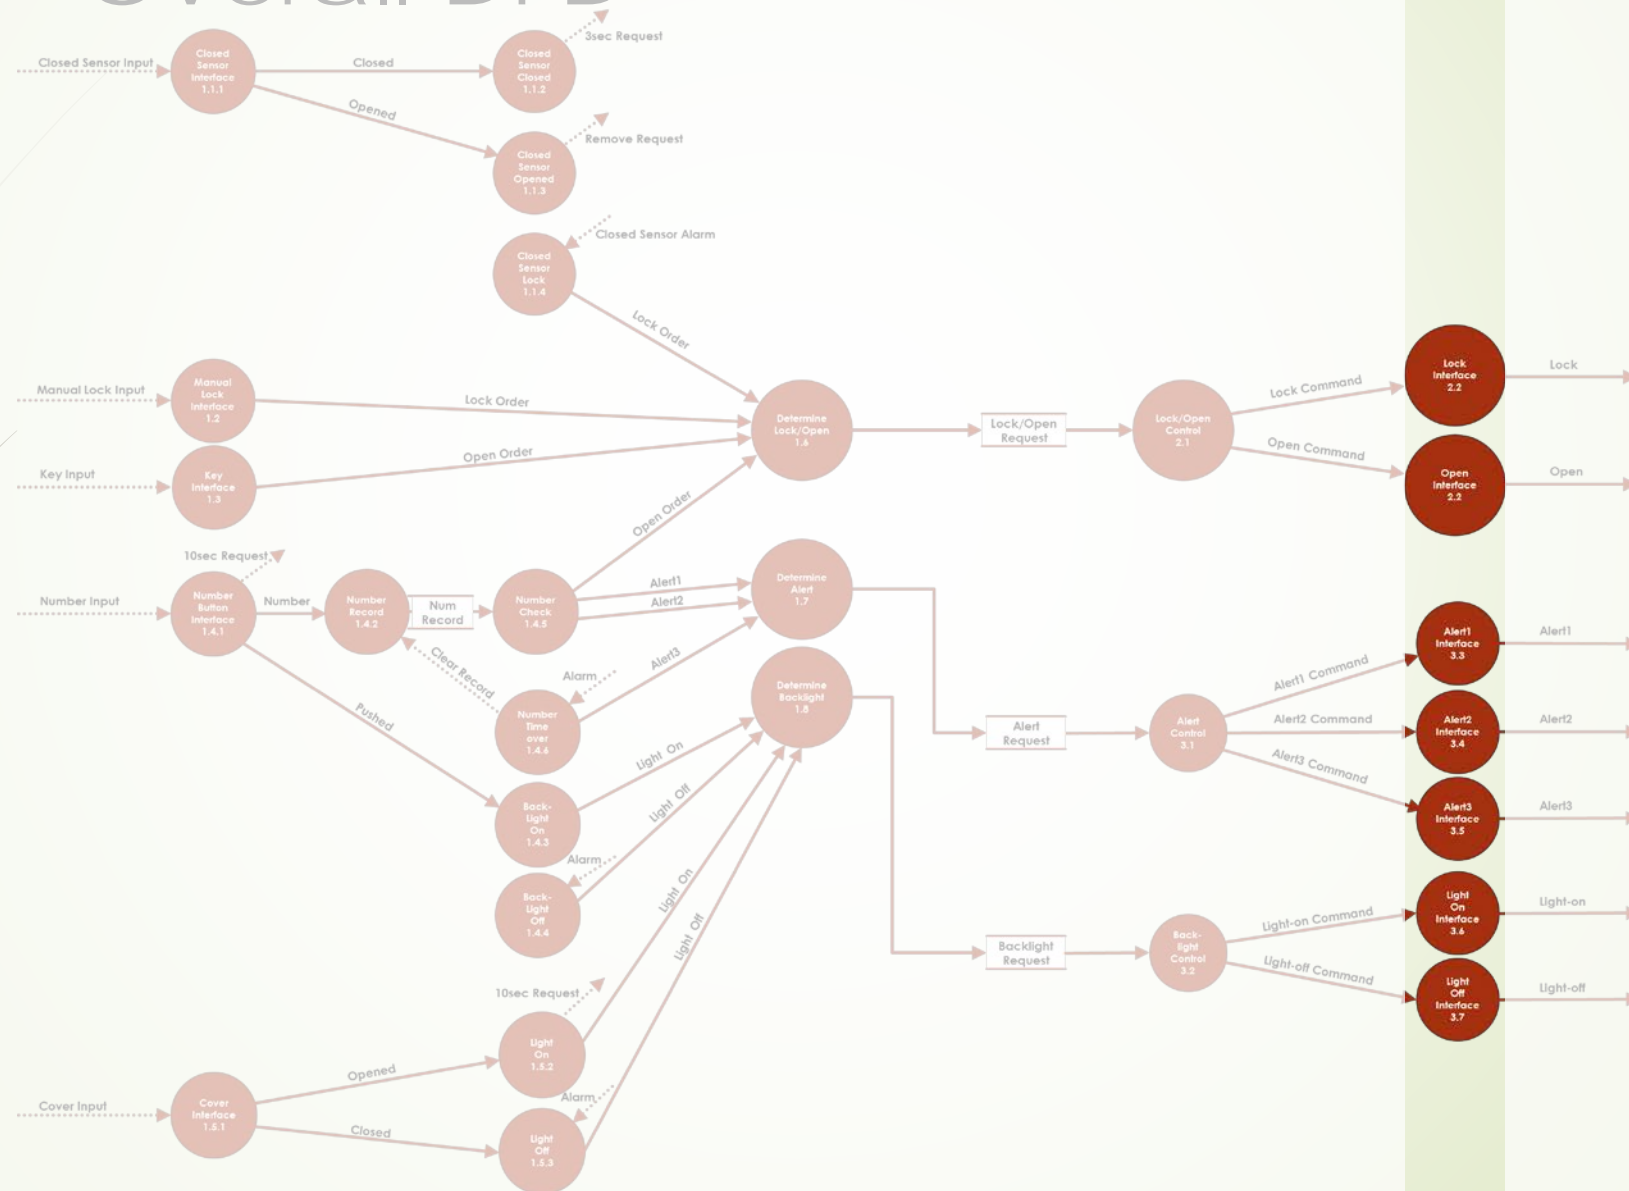 Overall DFD
Closed Sensor Input
Closed
Sensor
Interface
1.1.1
Closed
Opened
Closed
Sensor
Closed
1.1.2
3sec Request
Closed
Sensor
Opened
1.1.3
Remove Request
Closed
Sensor
Lock
1.1.4
Closed Sensor Alarm
Lock Order
Manual Lock Input
Manual
Lock
Interface
1.2
Lock Order
Key Input
Key
Interface
1.3
Open Order
Determine
Lock/Open
1.6
Lock/Open
Request
Lock/Open
Control
2.1
Lock Command
Open Command
Lock
Interface
2.2
Lock
Open
Interface
2.2
Open
10sec Request
Number Input
Number
Button
Interface
1.4.1
Number
Number
Record
1.4.2
Num
Record
Number
Check
1.4.5
Open Order
Alert1
Alert2
Determine
Alert
1.7
Clear Record
Alarm
Alert3
Number
Time
over
1.4.6
Pushed
Back-
Light
On
1.4.3
Light On
Alarm
Back-
Light
Off
1.4.4
Light Off
Determine
Backlight
1.8
Alert
Request
Alert
Control
3.1
Alert1 Command
Alert2 Command
Alert3 Command
Alert1
Interface
3.3
Alert1
Alert2
Interface
3.4
Alert2
Alert3
Interface
3.5
Alert3
Backlight
Request
Back-
light
Control
3.2
Light-on Command
Light-off Command
Light
On
Interface
3.6
Light-on
Light
Off
Interface
3.7
Light-off
Cover Input
Cover
Interface
1.5.1
Opened
Closed
10sec Request
Light
On
1.5.2
Light On
Alarm
Light
Off
1.5.3
Light Off